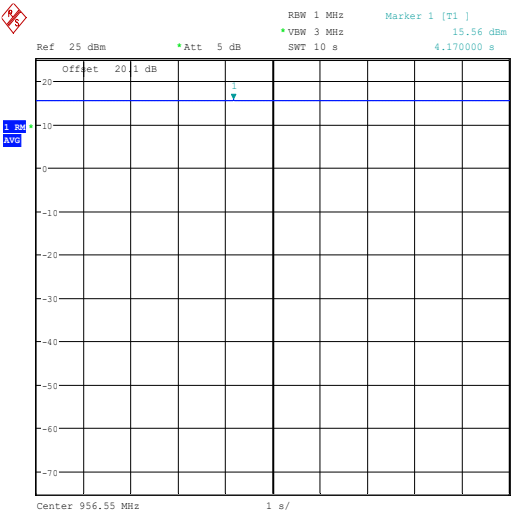 R S
RBW 1 MHz
Marker 1 [T1 ]
* VBW 3 MHz
15.56 dBm
Ref 25 dBm
* Att 5 dB
SWT 10 s
4.170000 s
Offset 20.1 dB
20
1
1 RM *
AVG
10
0
-10
-20
-30
-40
-50
-60
-70
Center 956.55 MHz
1 s/